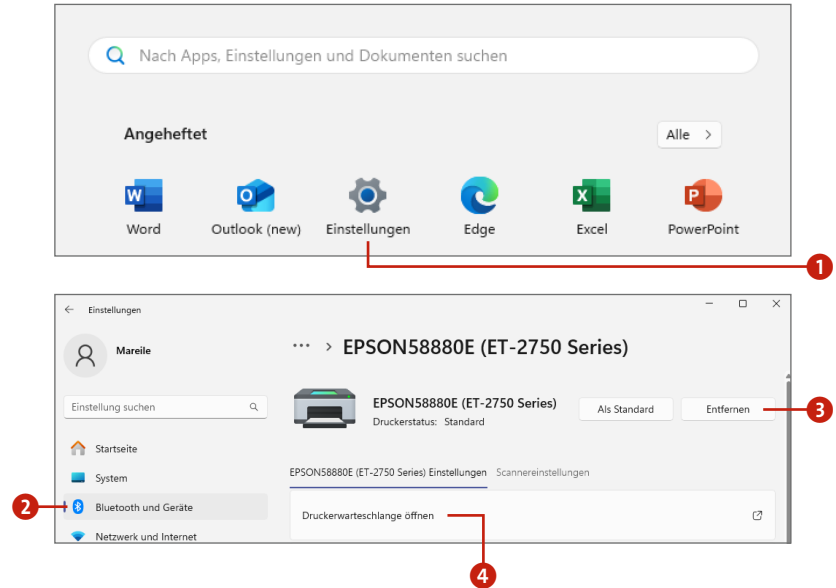 Nach Apps, Einstellungen und Dokumenten suchen
Angeheftet
Alle
Word
Outlook (new)
Einstellungen
Edge
Excel
PowerPoint
1
Einstellungen
Mareile
EPSON58880E (ET-2750 Series)
Einstellung suchen
EPSON58880E (ET-2750 Series)
Druckerstatus: Standard
Als Standard
Entfernen
3
Startseite
System
2
Bluetooth und Geräte
Netzwerk und Internet
EPSON58880E (ET-2750 Series) Einstellungen
Scannereinstellungen
Druckerwarteschlange öffnen
4